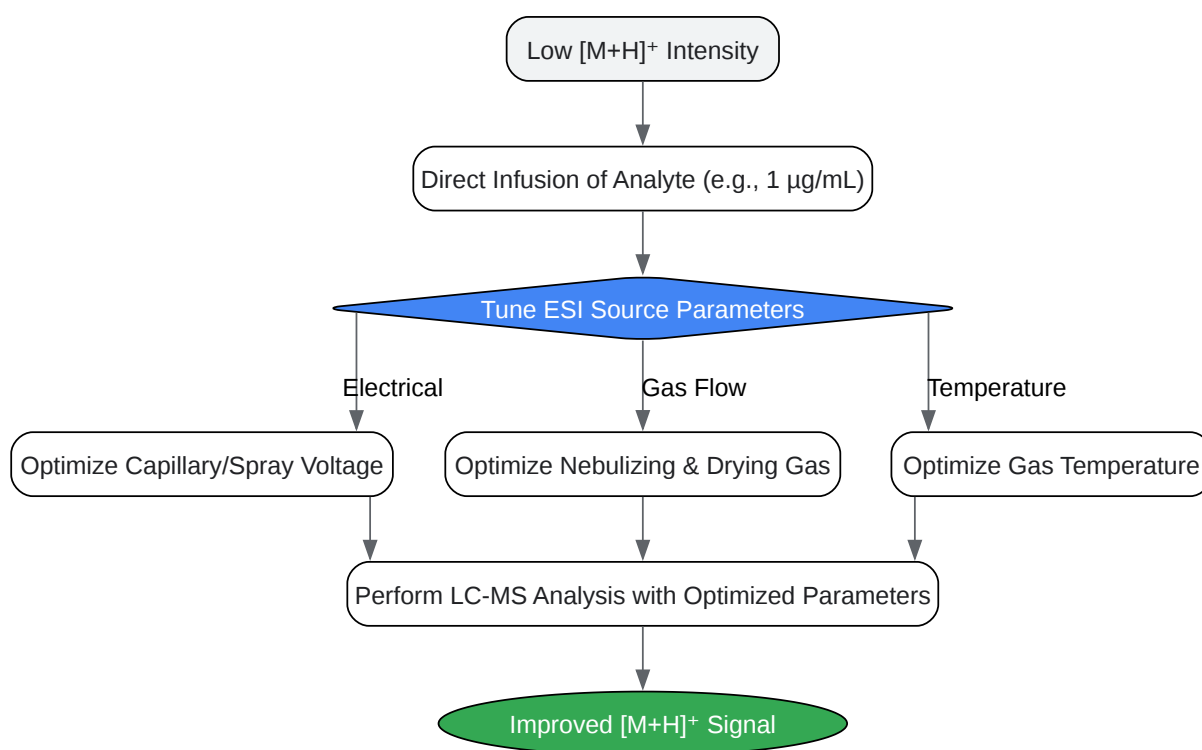 Low [M+H]⁺ Intensity
Direct Infusion of Analyte (e.g., 1 µg/mL)
Tune ESI Source Parameters
Electrical
Gas Flow
Temperature
Optimize Capillary/Spray Voltage
Optimize Nebulizing & Drying Gas
Optimize Gas Temperature
Perform LC-MS Analysis with Optimized Parameters
Improved [M+H]⁺ Signal